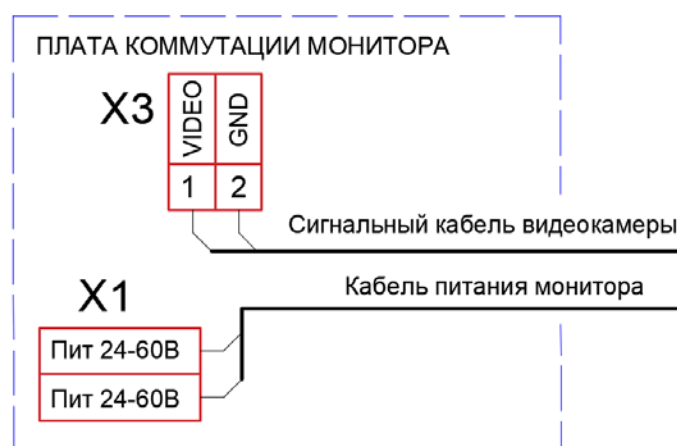 ПЛАТА КОММУТАЦИИ МОНИТОРА
X3
VIDEO
GND
1
2
Сигнальный кабель видеокамеры
Кабель питания монитора
X1
Пит 24-60В
Пит 24-60В